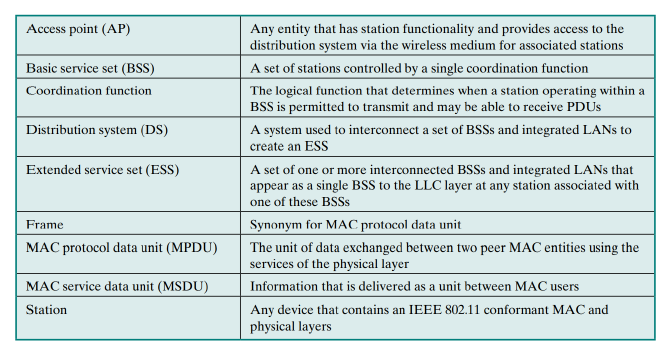 Access point (AP)
Any entity that has station functionality and provides access to the
distribution system via the wireless medium for associated stations
Basic service set (BSS)
A set of stations controlled by a single coordination function
Coordination function
The logical function that determines when a station operating within a
BSS is permitted to transmit and may be able to receive PDUs
Distribution system (DS)
A system used to interconnect a set of BSSs and integrated LANs to
create an ESS
Extended service set (ESS)
A set of one or more interconnected BSSs and integrated LANs that
appear as a single BSS to the LLC layer at any station associated with
one of these BSSs
Frame
Synonym for MAC protocol data unit
MAC protocol data unit (MPDU)
The unit of data exchanged between two peer MAC entities using the
services of the physical layer
MAC service data unit (MSDU)
Information that is delivered as a unit between MAC users
Station
Any device that contains an IEEE 802.11 conformant MAC and
physical layers